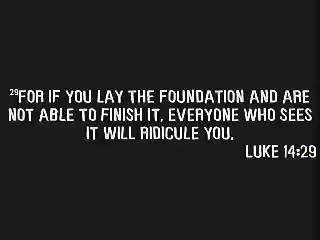 ²⁹FOR IF YOU LAY THE FOUNDATION AND ARE
NOT ABLE TO FINISH IT, EVERYONE WHO SEES
IT WILL RIDICULE YOU,
LUKE 14:29